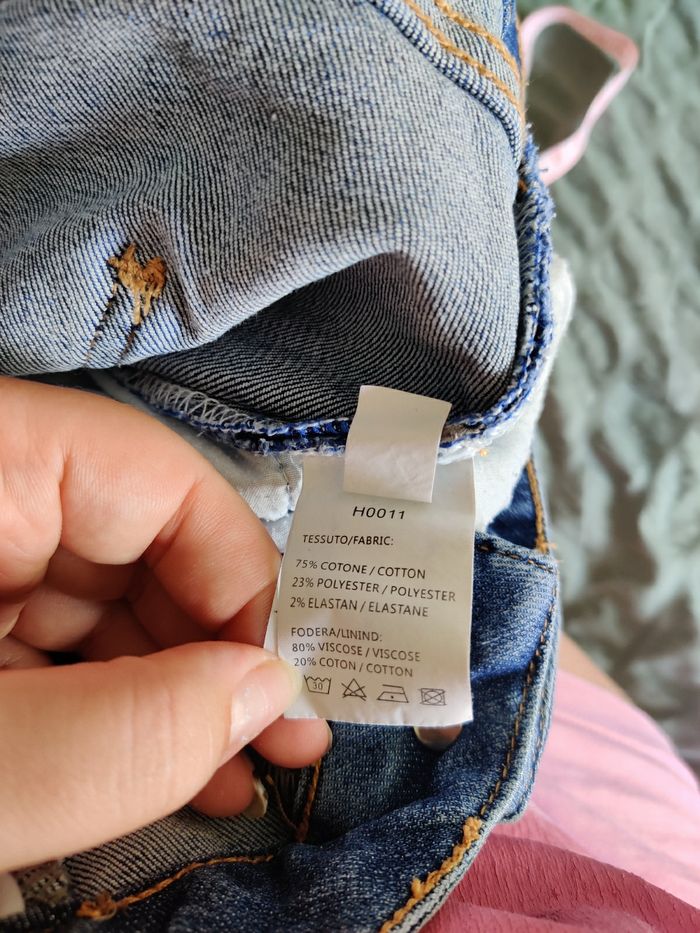 H0011
TESSUTO/FABRIC:
75% COTONE / COTTON
23% POLYESTER / POLYESTER
2% ELASTAN / ELASTANE
FODERA/LININD:
80% VISCOSE / VISCOSE
20% COTON / COTTON
30